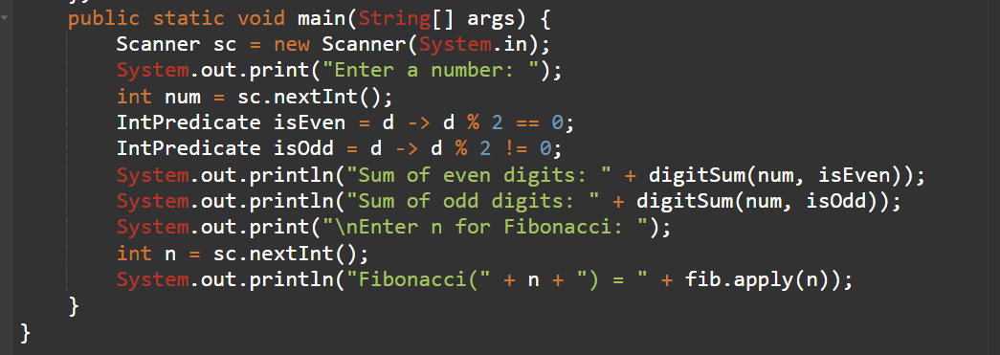 };
public static void main(String[] args) {
Scanner sc = new Scanner(System.in);
System.out.print("Enter a number: ");
int num = sc.nextInt();
IntPredicate isEven = d -> d % 2 == 0;
IntPredicate isOdd = d -> d % 2 != 0;
System.out.println("Sum of even digits: " + digitSum(num, isEven));
System.out.println("Sum of odd digits: " + digitSum(num, isOdd));
System.out.print("\nEnter n for Fibonacci: ");
int n = sc.nextInt();
System.out.println("Fibonacci(" + n + ") = " + fib.apply(n));
}
}